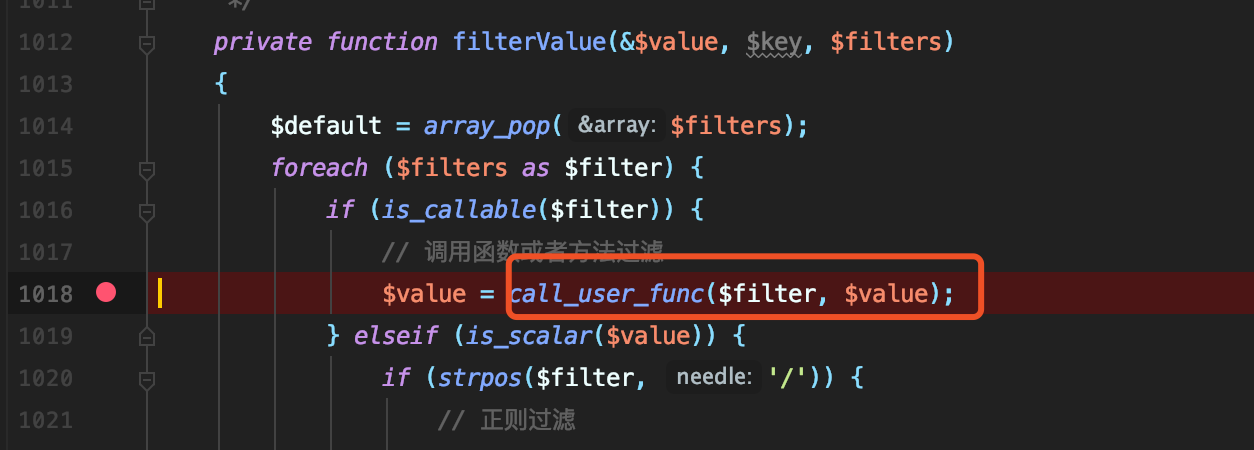 1011 */
1012 private function filterValue(&$value, $key, $filters)
1013 {
1014 $default = array_pop( &array: $filters);
1015 foreach ($filters as $filter) {
1016 if (is_callable($filter)) {
1017 // 调用函数或者方法过滤
1018 $value = call_user_func($filter, $value);
1019 } elseif (is_scalar($value)) {
1020 if (strpos($filter, needle: '/')) {
1021 // 正则过滤